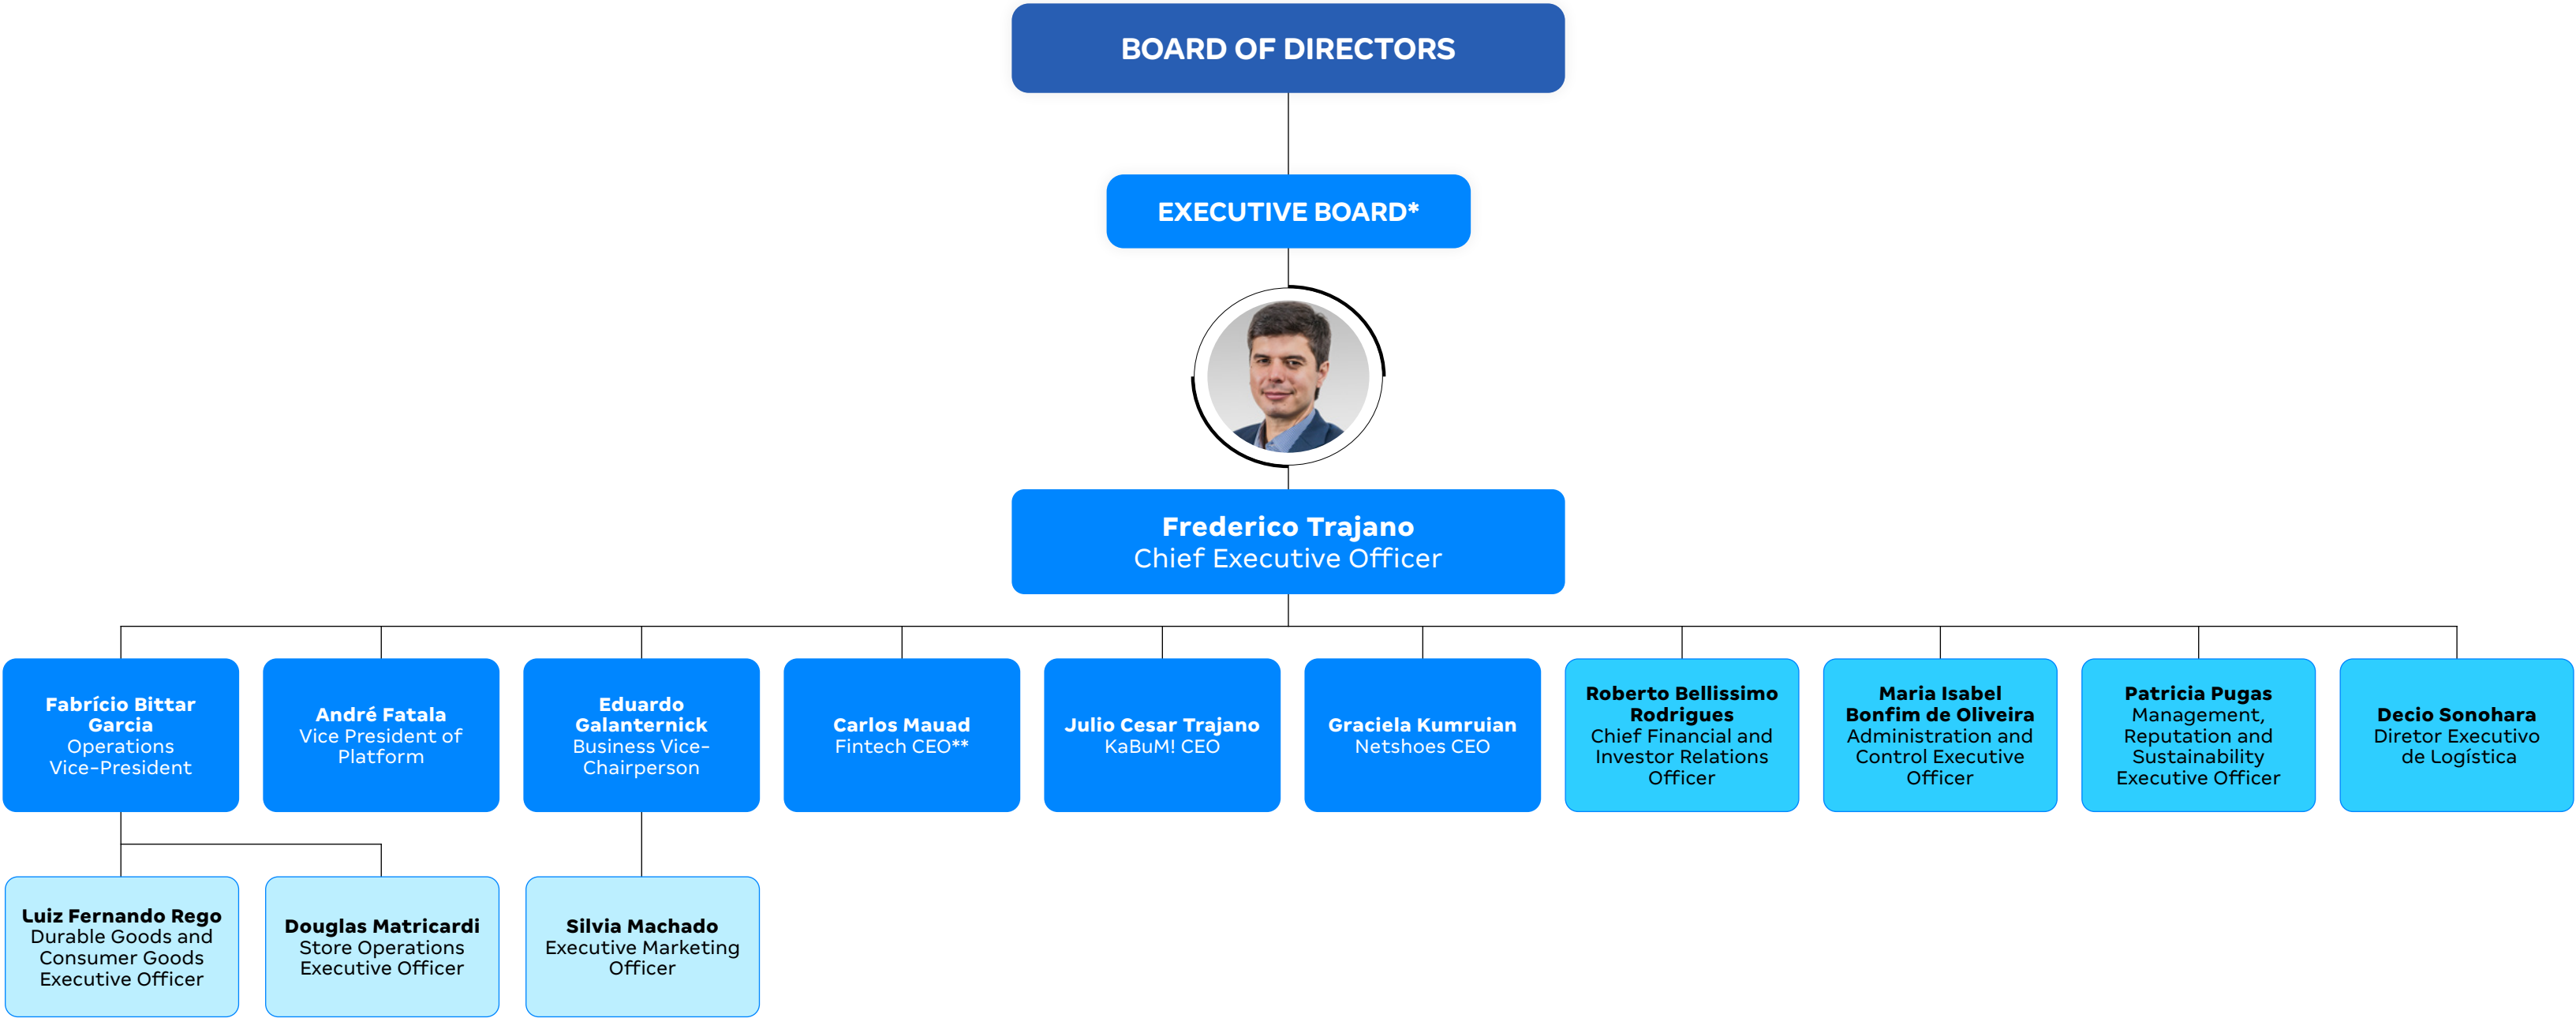 BOARD OF DIRECTORS
EXECUTIVE BOARD*
Frederico Trajano
Chief Executive Officer
Fabrício Bittar
Garcia
Operations
Vice-President
André Fatala
Vice President of
Platform
Eduardo
Galanternick
Business Vice-
Chairperson
Carlos Mauad
Fintech CEO**
Julio Cesar Trajano
KaBuM! CEO
Graciela Kumruian
Netshoes CEO
Roberto Bellissimo
Rodrigues
Chief Financial and
Investor Relations
Officer
Maria Isabel
Bonfim de Oliveira
Administration and
Control Executive
Officer
Patricia Pugas
Management,
Reputation and
Sustainability
Executive Officer
Decio Sonohara
Diretor Executivo
de Logística
Luiz Fernando Rego
Durable Goods and
Consumer Goods
Executive Officer
Douglas Matricardi
Store Operations
Executive Officer
Silvia Machado
Executive Marketing
Officer